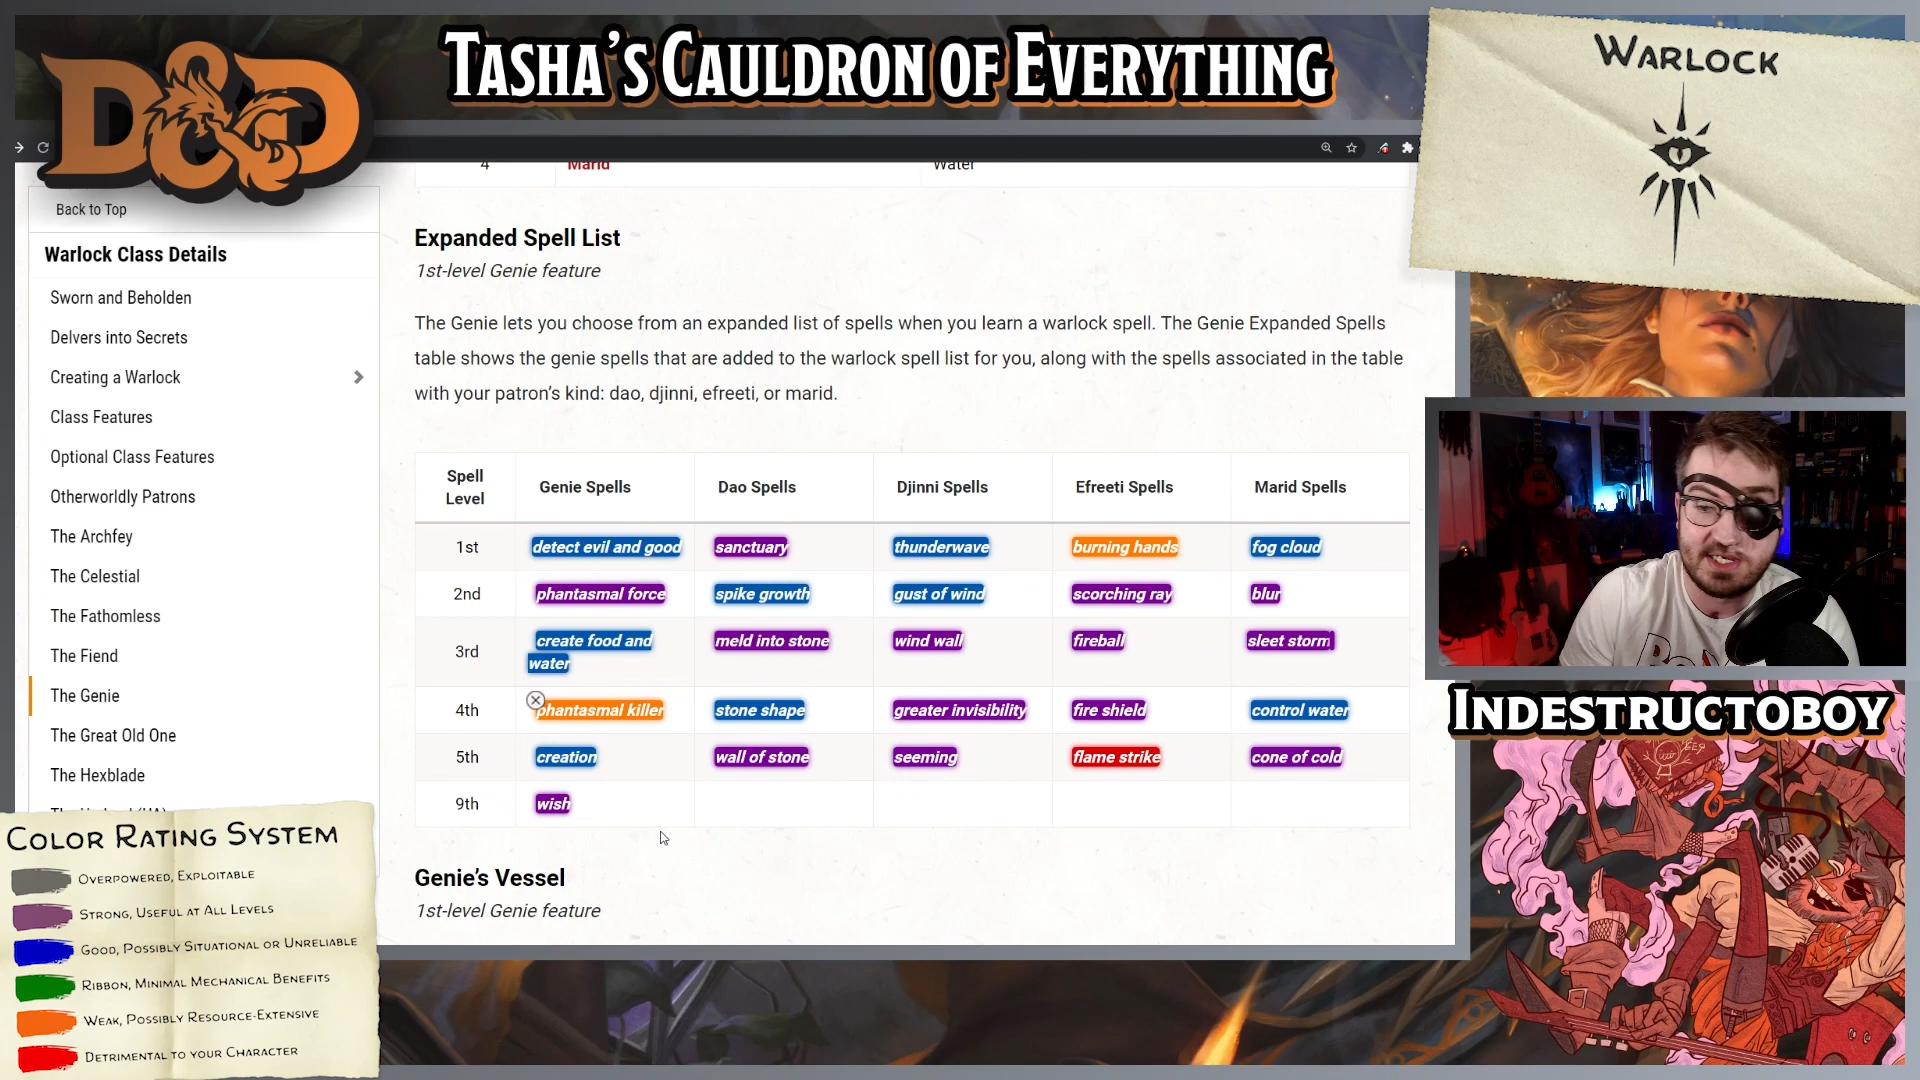 D&D
TASHA'S CAULDRON OF EVERYTHING
WARLOCK
4 Marid Water
Back to Top
Warlock Class Details
Sworn and Beholden
Delvers into Secrets
Creating a Warlock
Class Features
Optional Class Features
Otherworldly Patrons
The Archfey
The Celestial
The Fathomless
The Fiend
The Genie
The Great Old One
The Hexblade
Expanded Spell List
1st-level Genie feature
The Genie lets you choose from an expanded list of spells when you learn a warlock spell. The Genie Expanded Spells
table shows the genie spells that are added to the warlock spell list for you, along with the spells associated in the table
with your patron's kind: dao, djinni, efreeti, or marid.
Spell Level Genie Spells Dao Spells Djinni Spells Efreeti Spells Marid Spells
1st detect evil and good sanctuary thunderwave burning hands fog cloud
2nd phantasmal force spike growth gust of wind scorching ray blur
3rd create food and water meld into stone wind wall fireball sleet storm
4th phantasmal killer stone shape greater invisibility fire shield control water
5th creation wall of stone seeming flame strike cone of cold
9th wish
Genie's Vessel
1st-level Genie feature
COLOR RATING SYSTEM
OVERPOWERED, EXPLOITABLE
STRONG, USEFUL AT ALL LEVELS
GOOD, POSSIBLY SITUATIONAL OR UNRELIABLE
RIBBON, MINIMAL MECHANICAL BENEFITS
WEAK, POSSIBLY RESOURCE-EXTENSIVE
DETRIMENTAL TO YOUR CHARACTER
INDESTRUCTOBOY